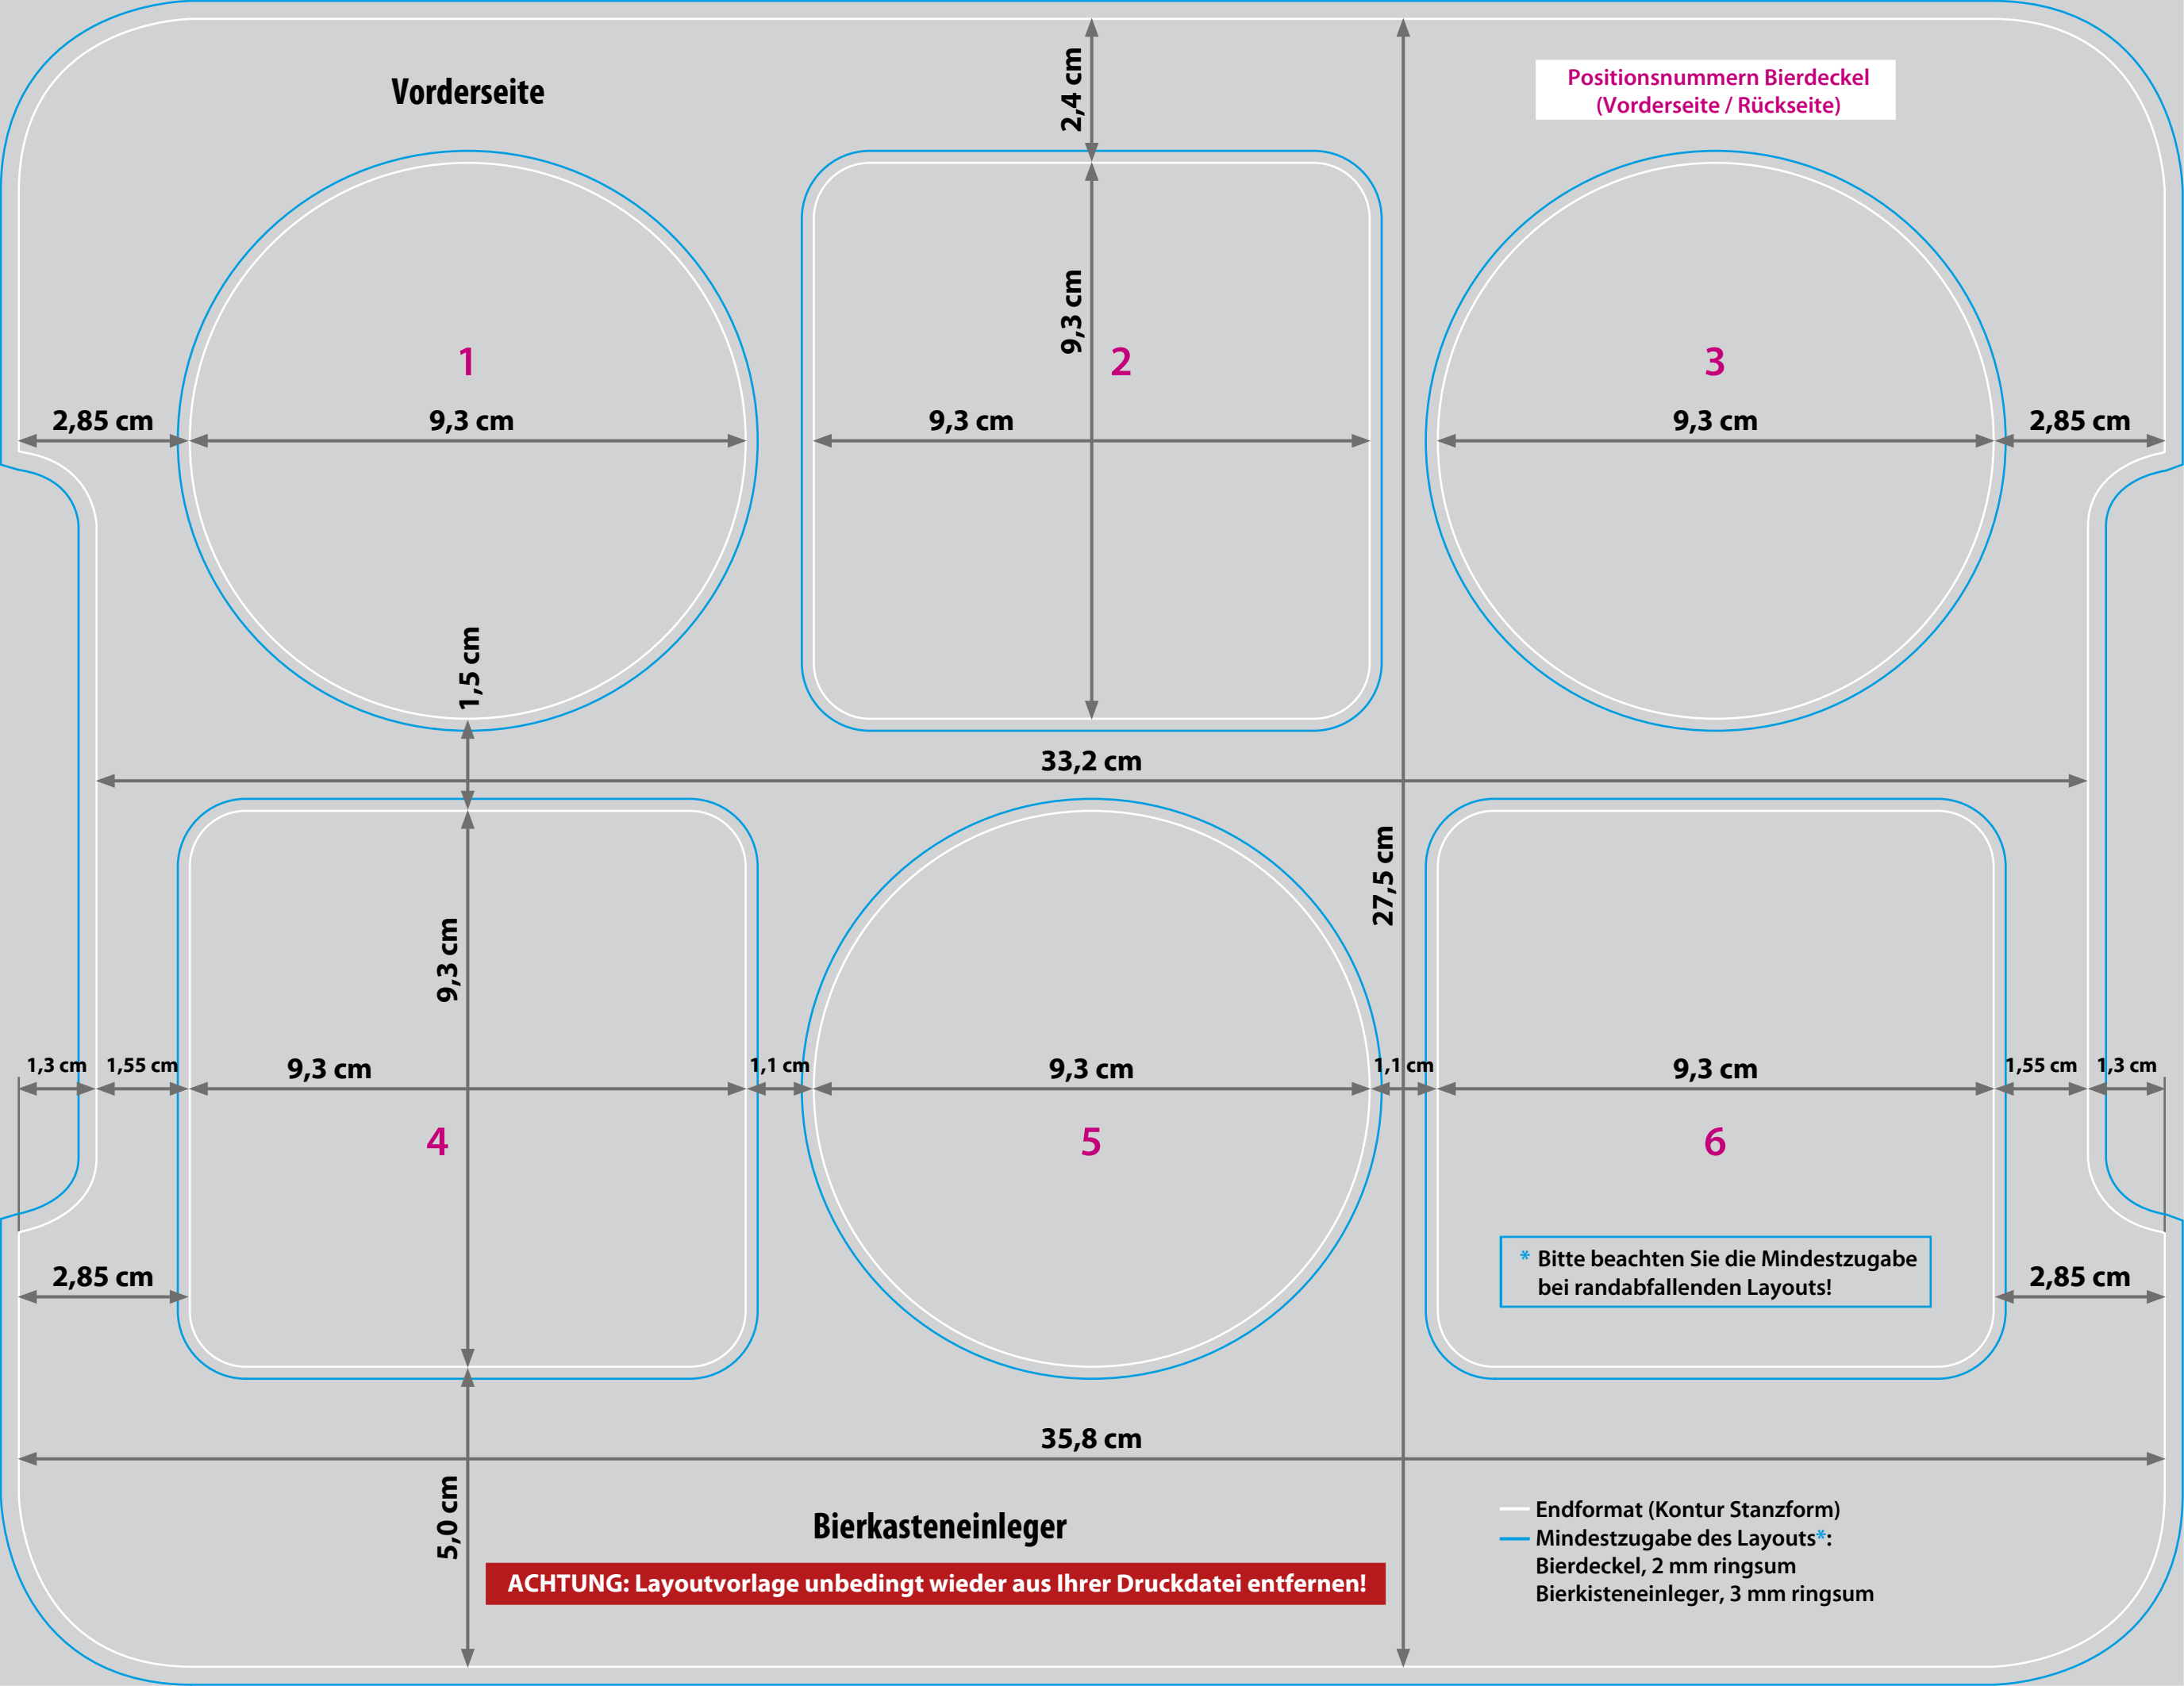 Vorderseite
2,4 cm
Positionsnummern Bierdeckel
(Vorderseite / Rückseite)
9,3 cm
1
2
3
2,85 cm
9,3 cm
9,3 cm
9,3 cm
2,85 cm
1,5 cm
33,2 cm
27,5 cm
9,3 cm
1,3 cm
1,55 cm
9,3 cm
1,1 cm
9,3 cm
1,1 cm
9,3 cm
1,55 cm
1,3 cm
4
5
6
* Bitte beachten Sie die Mindestzugabe
bei randabfallenden Layouts!
2,85 cm
2,85 cm
35,8 cm
5,0 cm
Bierkasteneinleger
ACHTUNG: Layoutvorlage unbedingt wieder aus Ihrer Druckdatei entfernen!
Endformat (Kontur Stanzform)
Mindestzugabe des Layouts*:
Bierdeckel, 2 mm ringsum
Bierkisteneinleger, 3 mm ringsum